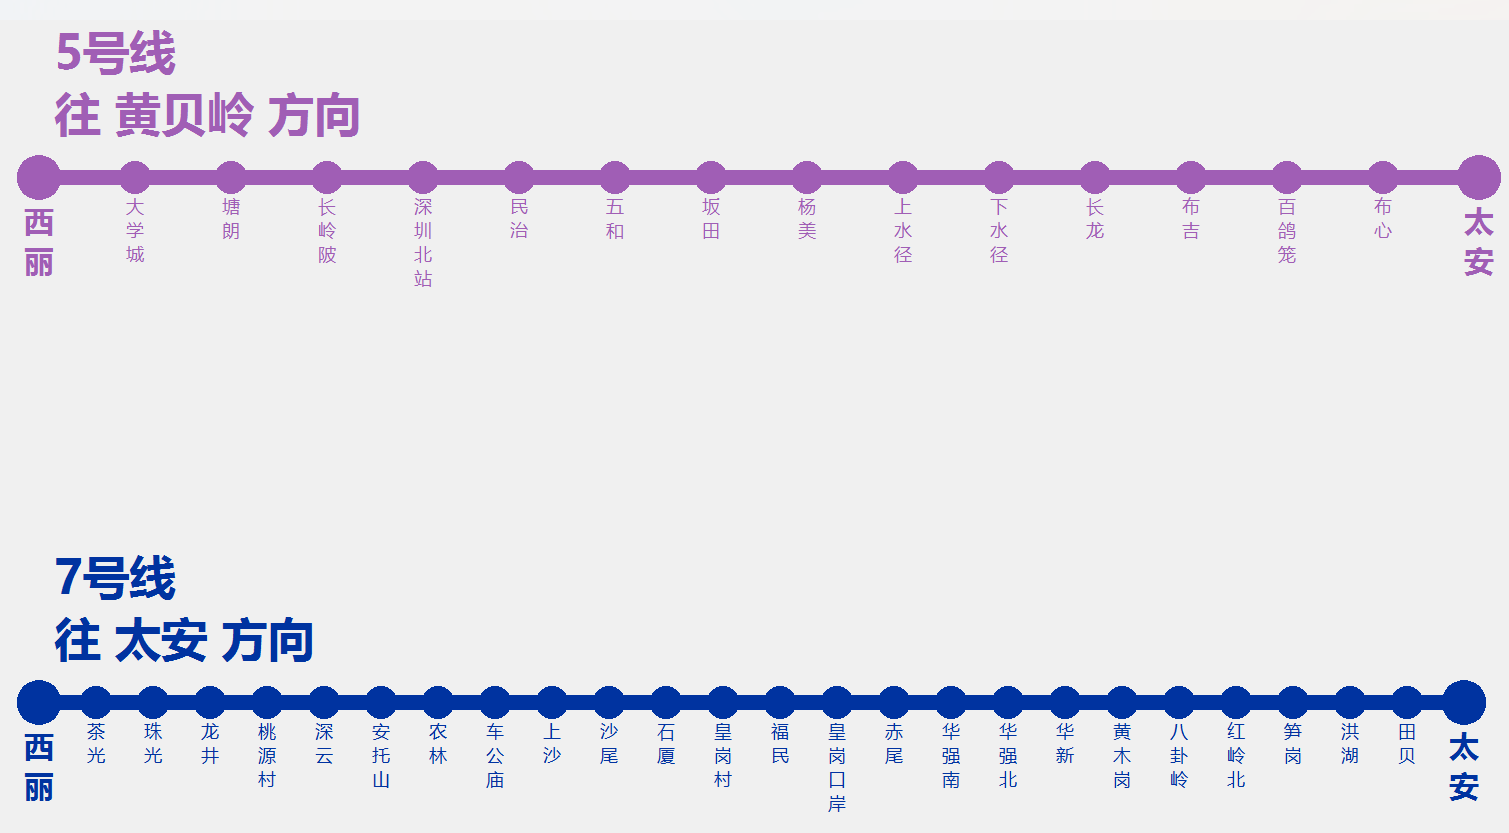 5号线
往 黄贝岭 方向
西丽
大学城
塘朗
长岭陂
深圳北站
民治
五和
坂田
杨美
上水径
下水径
长龙
布吉
百鸽笼
布心
太安
7号线
往 太安 方向
西丽
茶光
珠光
龙井
桃源村
深云
安托山
农林
车公庙
上沙
沙尾
石厦
皇岗村
福民
皇岗口岸
赤尾
华强南
华强北
华新
黄木岗
八卦岭
红岭北
笋岗
洪湖
田贝
太安